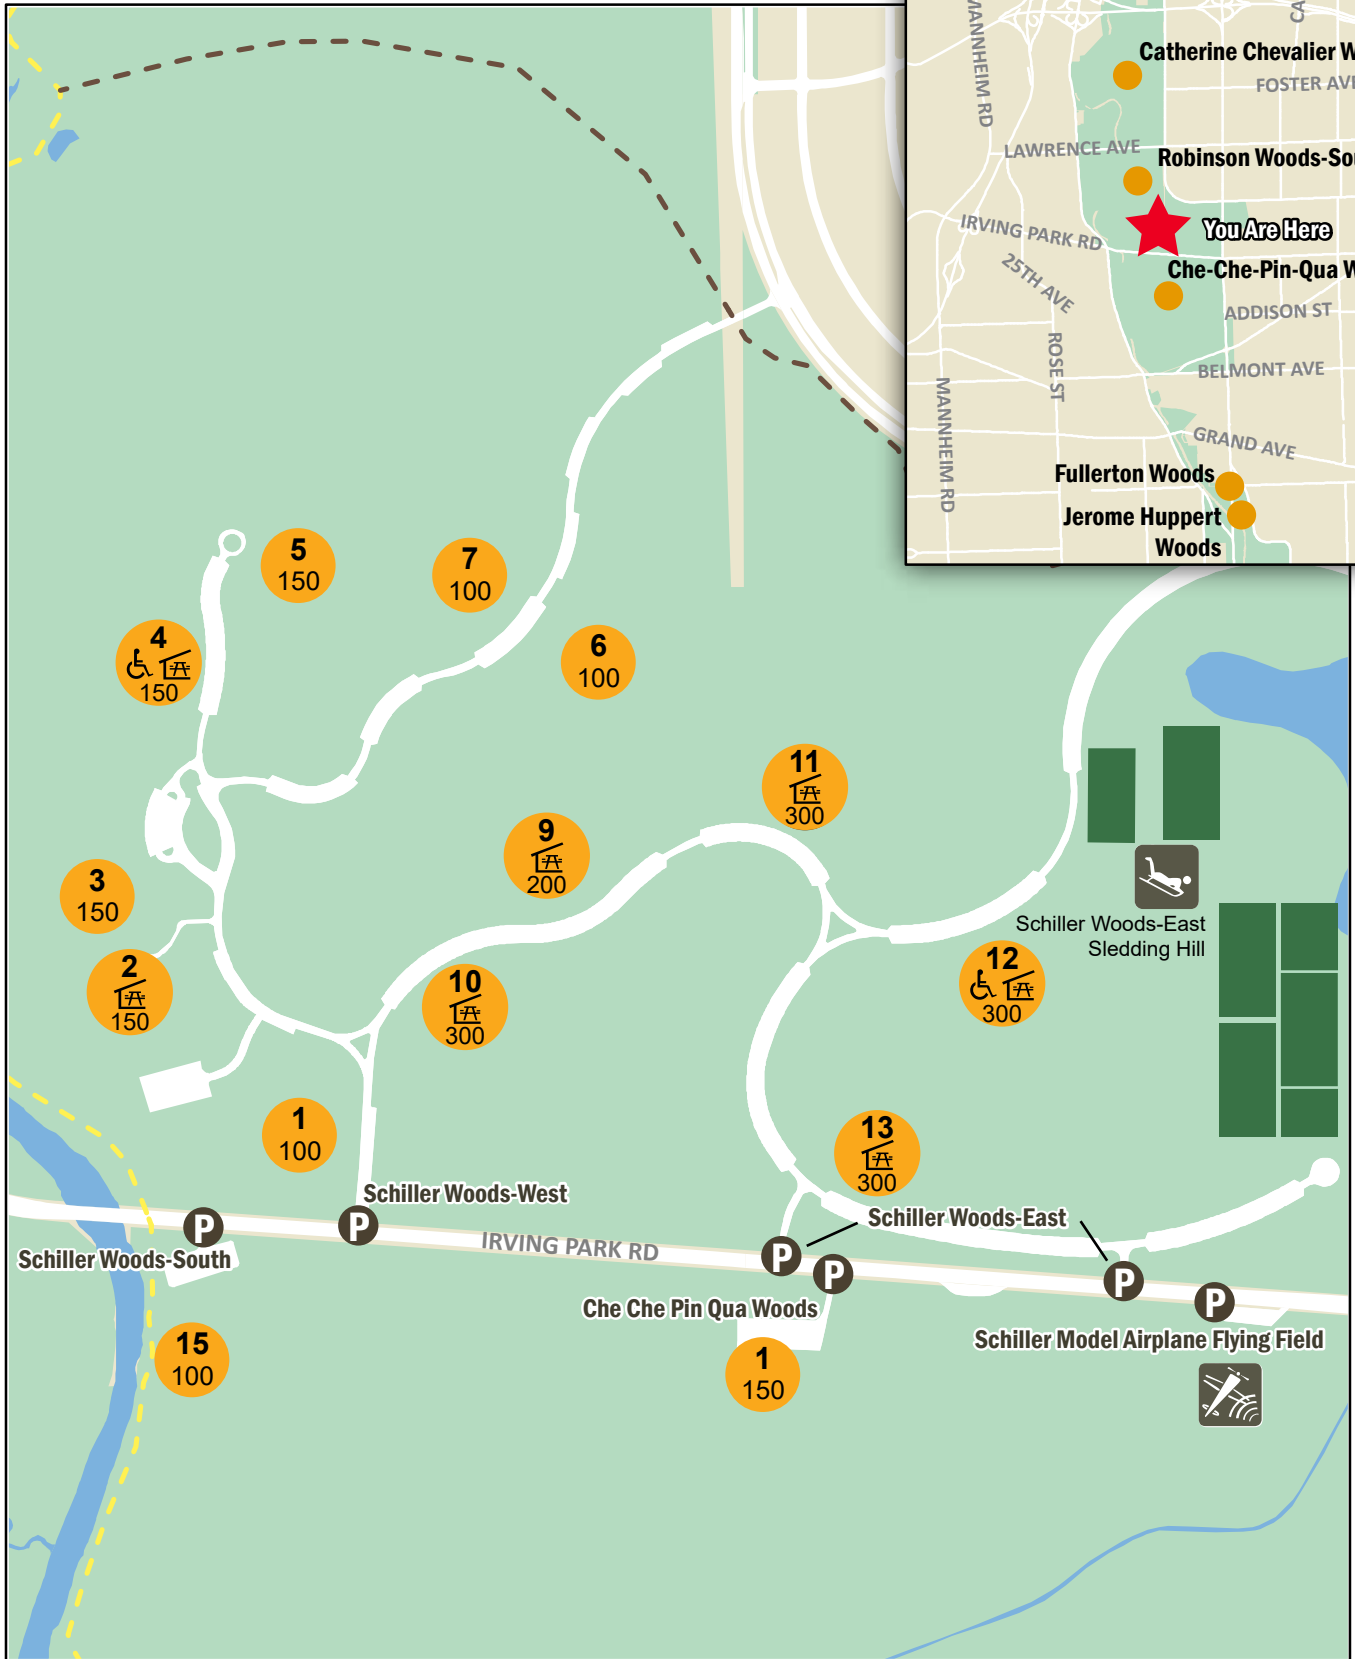 MANNHEIM RD
CA
Catherine Chevalier W
FOSTER AVE
LAWRENCE AVE
Robinson Woods-Sou
You Are Here
IRVING PARK RD
25TH AVE
Che-Che-Pin-Qua W
ADDISON ST
ROSE ST
BELMONT AVE
MANNHEIM RD
GRAND AVE
Fullerton Woods
Jerome Huppert
Woods
5
150
7
100
4
150
6
100
11
300
9
200
3
150
2
150
10
300
12
300
Schiller Woods-East
Sledding Hill
1
100
13
300
Schiller Woods-West
P
P
Schiller Woods-South
IRVING PARK RD
Schiller Woods-East
P
P
P
P
Che Che Pin Qua Woods
Schiller Model Airplane Flying Field
15
100
1
150